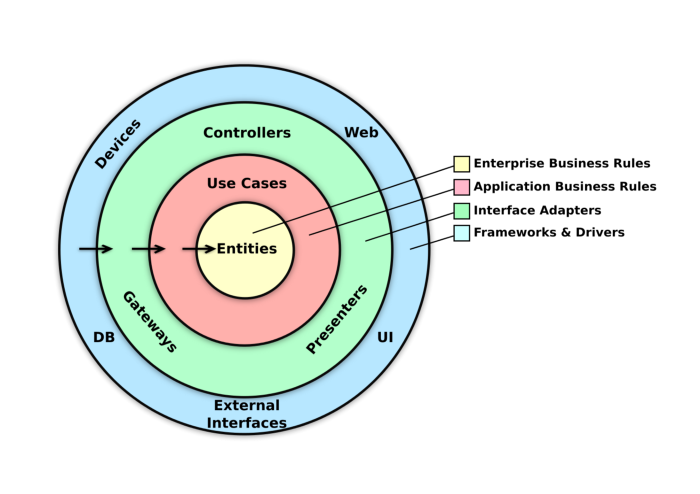 Devices
Web
Controllers
Use Cases
Entities
Gateways
Presenters
DB
UI
External
Interfaces
Enterprise Business Rules
Application Business Rules
Interface Adapters
Frameworks & Drivers